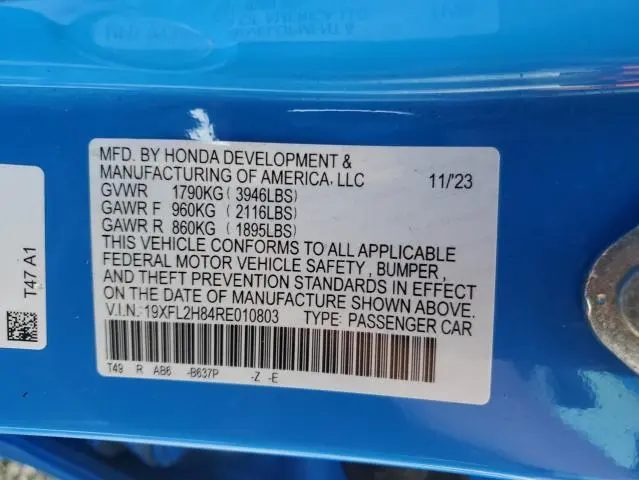 MFD. BY HONDA DEVELOPMENT &
MANUFACTURING OF AMERICA, LLC 11/'23
GVWR 1790KG ( 3946LBS)
GAWR F 960KG ( 2116LBS)
GAWR R 860KG ( 1895LBS)
THIS VEHICLE CONFORMS TO ALL APPLICABLE
FEDERAL MOTOR VEHICLE SAFETY , BUMPER,
AND THEFT PREVENTION STANDARDS IN EFFECT
ON THE DATE OF MANUFACTURE SHOWN ABOVE.
V.I.N.: 19XFL2H84RE010803 TYPE: PASSENGER CAR
T49 R AB6 -B637P -Z -E
T47 A1